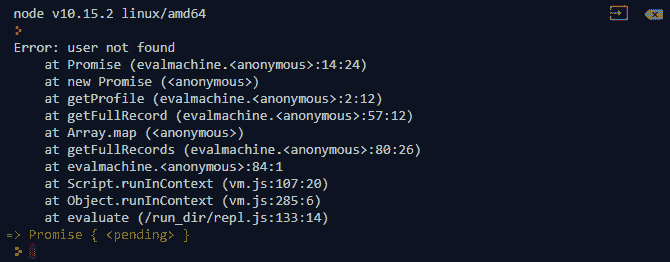 node v10.15.2 linux/amd64
>
Error: user not found
at Promise (evalmachine.<anonymous>:14:24)
at new Promise (<anonymous>)
at getProfile (evalmachine.<anonymous>:2:12)
at getFullRecord (evalmachine.<anonymous>:57:12)
at Array.map (<anonymous>)
at getFullRecords (evalmachine.<anonymous>:80:26)
at evalmachine.<anonymous>:84:1
at Script.runInContext (vm.js:107:20)
at Object.runInContext (vm.js:285:6)
at evaluate (/run_dir/repl.js:133:14)
=> Promise { <pending> }
>